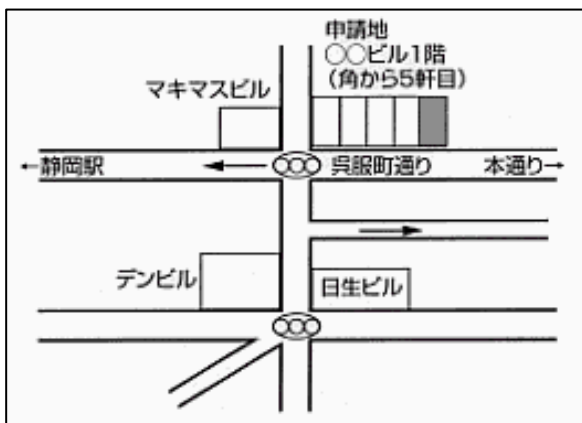 申請地
○○ビル1階
(角から5軒目)
マキマスビル
←静岡駅
呉服町通り
本通り→
デンビル
日生ビル